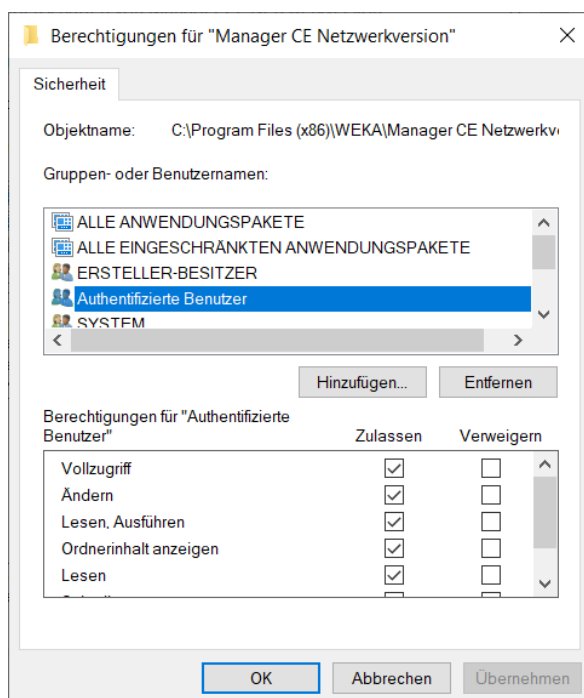 Berechtigungen für "Manager CE Netzwerkversion"
Sicherheit
Objektname: C:\Program Files (x86)\WEKA\Manager CE Netzwerkv
Gruppen- oder Benutzernamen:
ALLE ANWENDUNGSPAKETE
ALLE EINGESCHRÄNKTEN ANWENDUNGSPAKETE
ERSTELLER-BESITZER
Authentifizierte Benutzer
SYSTEM
Hinzufügen... Entfernen
Berechtigungen für "Authentifizierte
Benutzer" Zulassen Verweigern
Vollzugriff
Ändern
Lesen, Ausführen
Ordnerinhalt anzeigen
Lesen
OK Abbrechen Übernehmen